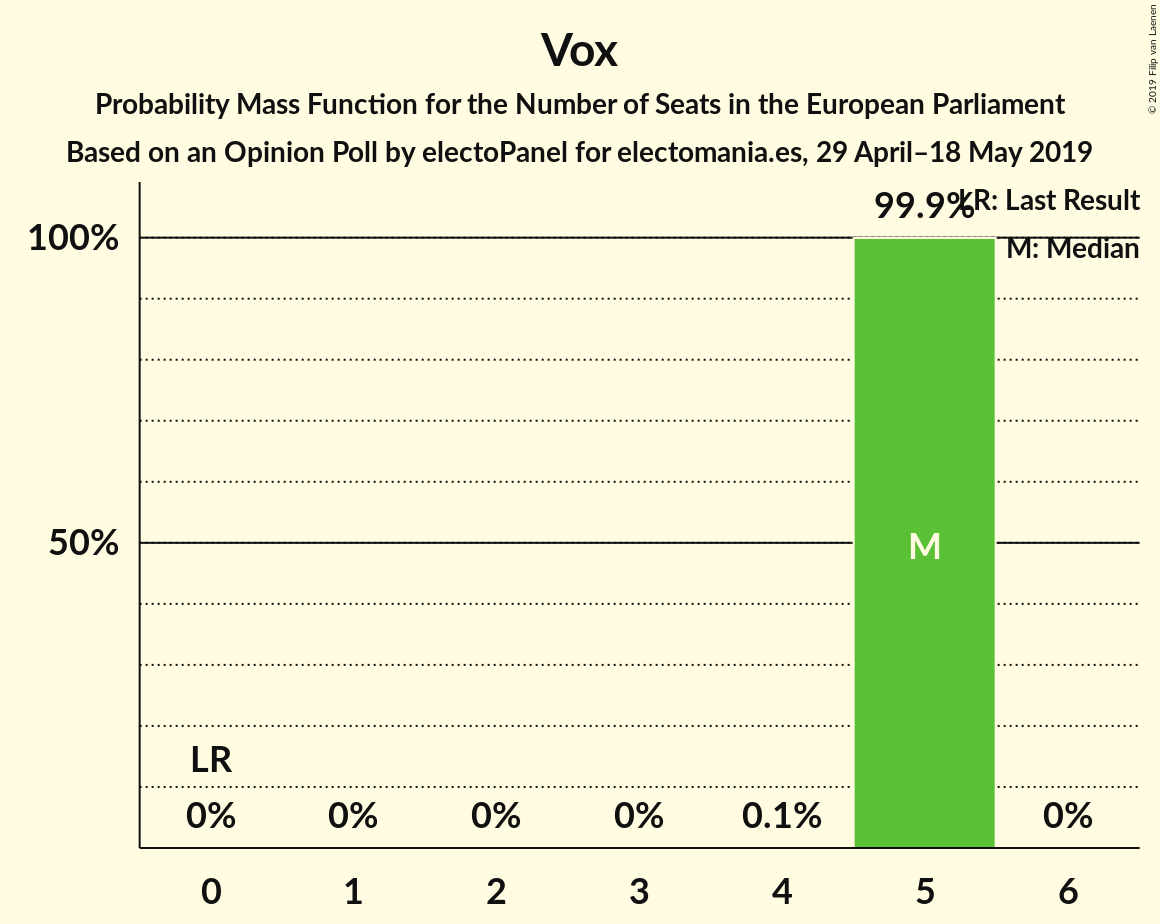 Vox
Probability Mass Function for the Number of Seats in the European Parliament
Based on an Opinion Poll by electoPanel for electomania.es, 29 April–18 May 2019
© 2019 Filip van Laenen
LR: Last Result
M: Median
99.9%
100%
50%
M
LR
0% 0% 0% 0% 0.1% 0%
0 1 2 3 4 5 6